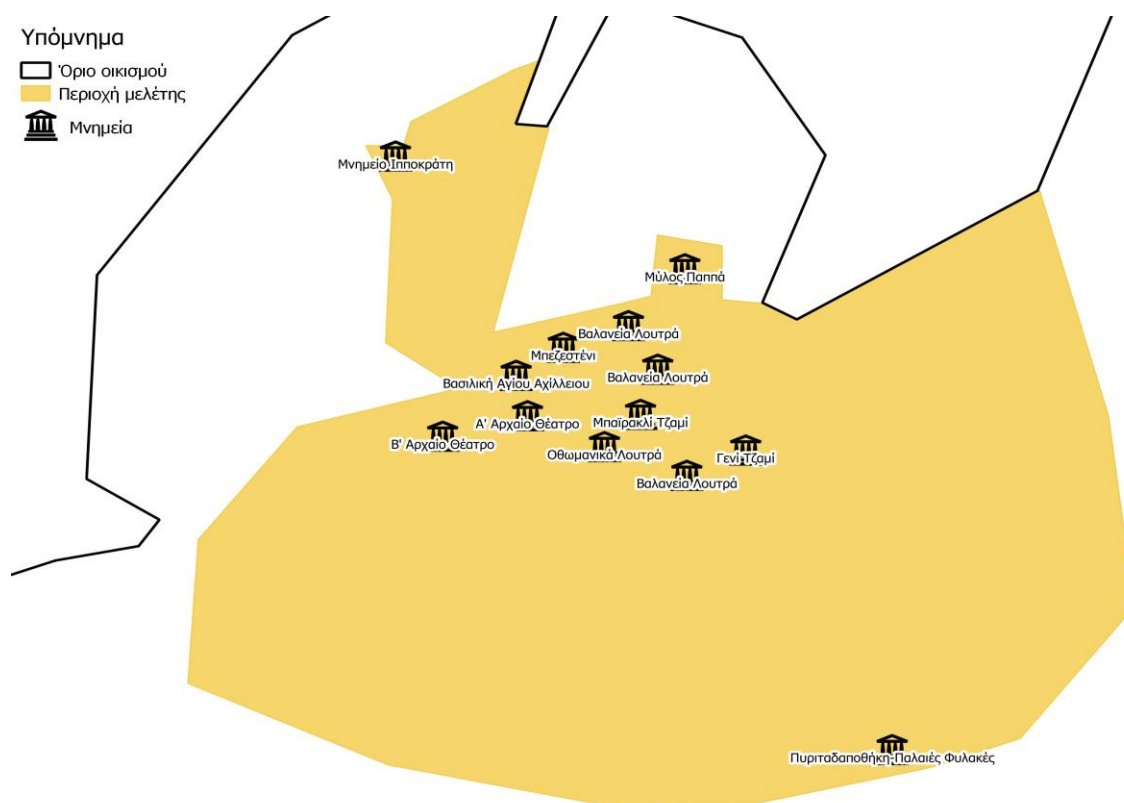 Υπόμνημα
Όριο οικισμού
Περιοχή μελέτης
Μνημεία
Μνημείο Ιπποκράτη
Μύλος Παππά
Βαλανεία Λουτρά
Μπεζεστένι
Βαλανεία Λουτρά
Βασιλική Αγίου Αχίλλειου
Α' Αρχαίο Θέατρο
Μπαϊρακλί Τζαμί
Β' Αρχαίο Θέατρο
Οθωμανικά Λουτρά
Γενί Τζαμί
Βαλανεία Λουτρά
Πυριταδαποθήκη-Παλαιές Φυλακές